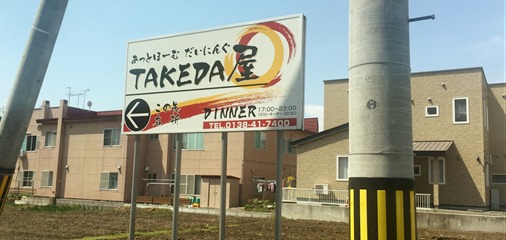 あっとほーむ だいにんぐ
TAKEDA屋
この先
DINNER 17:00~23:00
TEL.0138-41-7400